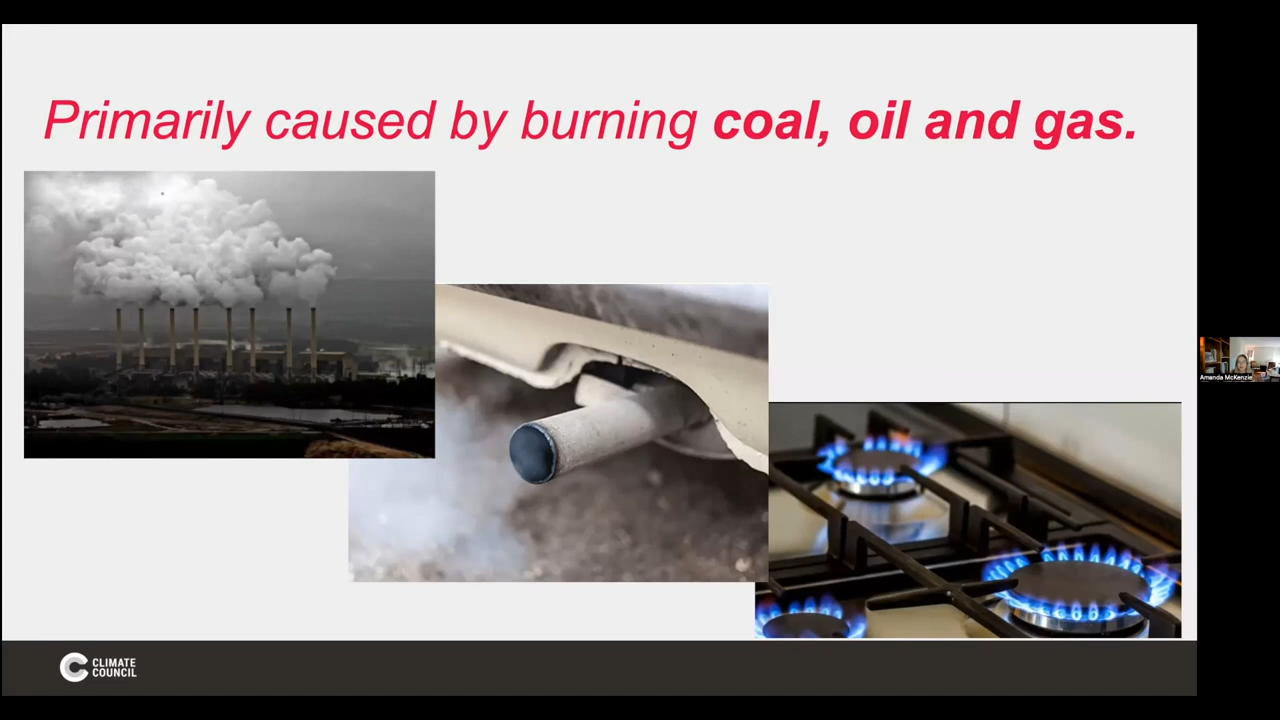 Primarily caused by burning coal, oil and gas.
Amanda McKenzie
CLIMATE
COUNCIL